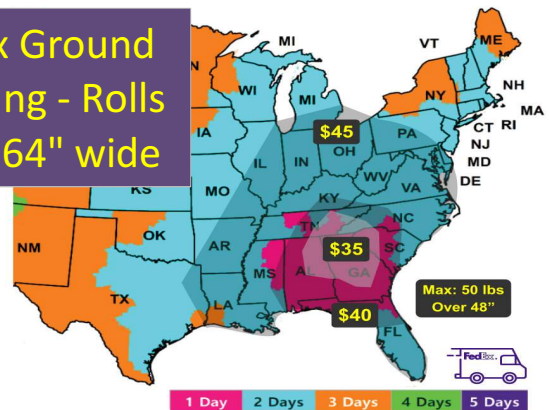 x Ground
ng - Rolls
64" wide
MI
VT
ME
N
WI
MI
NY
NH
MA
CT RI
NJ
MD
DE
IA
$45
PA
IL
IN
OH
WV
VA
KS
MO
KY
NC
TN
OK
AR
$35
SC
NM
MS
AL
GA
Max: 50 lbs
Over 48”
TX
LA
$40
FL
FedEx.
1 Day 2 Days 3 Days 4 Days 5 Days